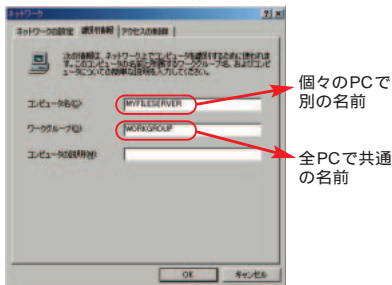 ネットワーク
ネットワークの設定 識別情報 アクセスの制御
次の情報は、ネットワーク上でコンピュータを識別するために使われま
す。このコンピュータの名前と所属するワークグループ名、およびコンピ
ュータについての簡単な説明を入力してください。
コンピュータ名(C): MYFILESERVER
個々のPCで
別の名前
ワークグループ(G): WORKGROUP
全PCで共通
の名前
コンピュータの説明(M):
OK キャンセル